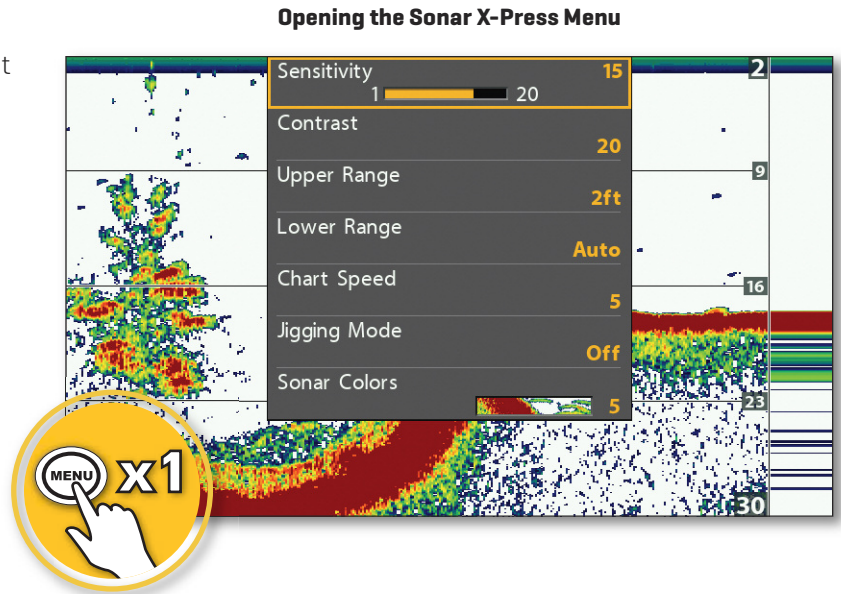 Opening the Sonar X-Press Menu
t
Sensitivity 15
1 20
Contrast
20
Upper Range
2ft
Lower Range
Auto
Chart Speed
5
Jigging Mode
Off
Sonar Colors
5
2
9
16
23
30
MENU x1